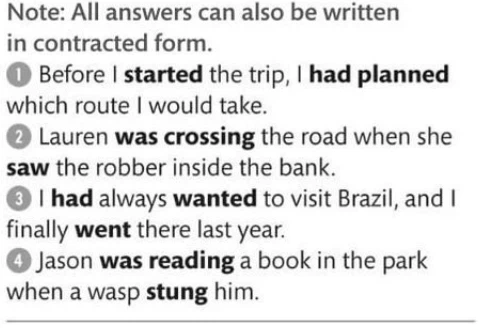 Note: All answers can also be written
in contracted form.
1 Before I started the trip, I had planned
which route I would take.
2 Lauren was crossing the road when she
saw the robber inside the bank.
3 I had always wanted to visit Brazil, and I
finally went there last year.
4 Jason was reading a book in the park
when a wasp stung him.